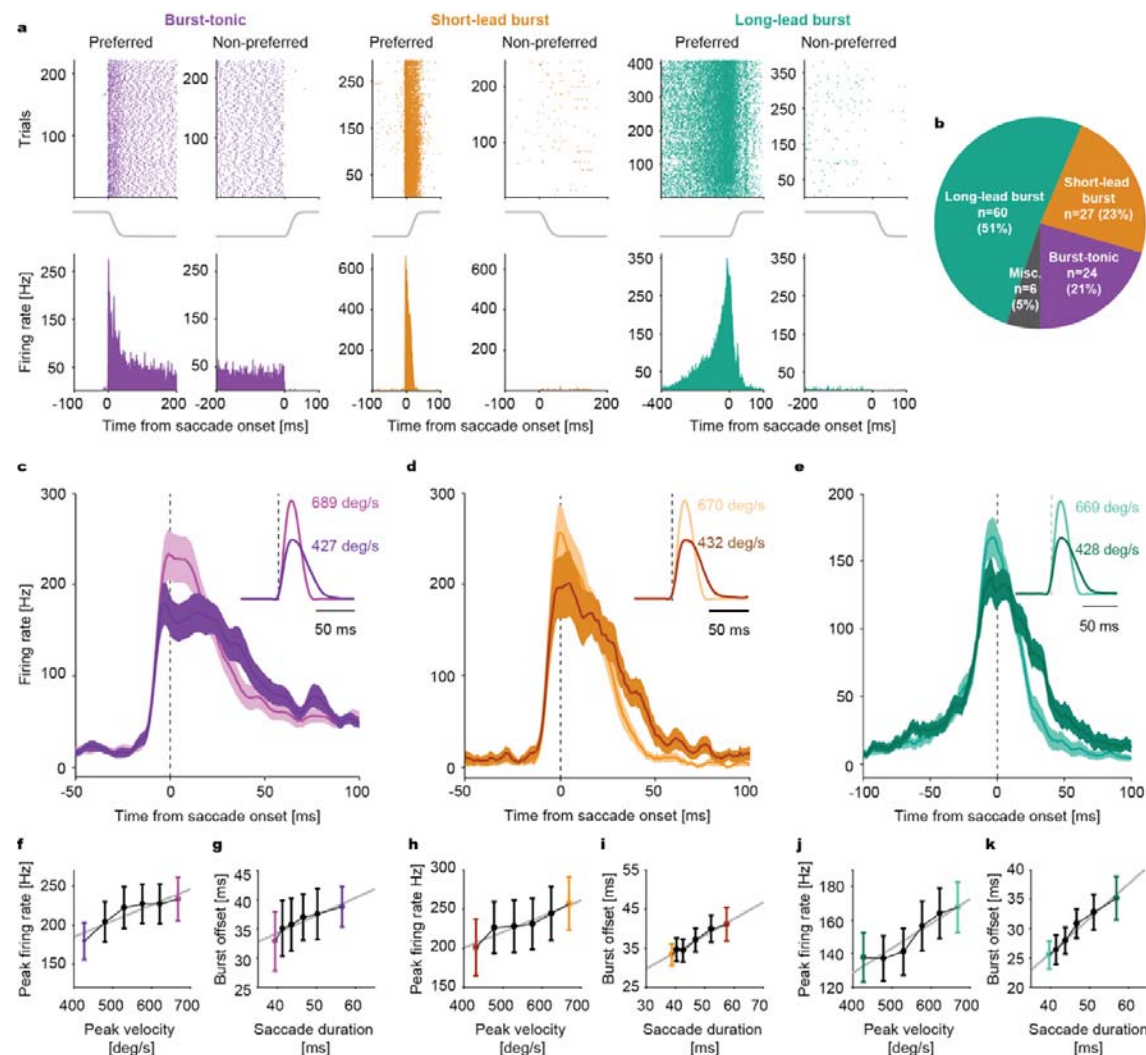 Burst-tonic
Short-lead burst
Long-lead burst
a
Preferred
Non-preferred
Preferred
Non-preferred
Preferred
Non-preferred
Trials
200
100
200
100
250
150
50
200
100
400
300
200
100
350
250
150
50
b
Long-lead burst
n=60
(51%)
Short-lead
burst
n=27 (23%)
Burst-tonic
n=24
(21%)
Misc.
n=6
(5%)
Firing rate [Hz]
250
150
50
250
150
50
600
400
200
600
400
200
350
250
150
50
350
250
150
50
-100 0 200
-200 0 100
-100 0 100
-100 0 200
-400 0 100
-200 0 100
Time from saccade onset [ms]
Time from saccade onset [ms]
Time from saccade onset [ms]
c
Firing rate [Hz]
300
200
100
0
689 deg/s
427 deg/s
50 ms
-50 0 50 100
Time from saccade onset [ms]
d
300
200
100
0
670 deg/s
432 deg/s
50 ms
-50 0 50 100
Time from saccade onset [ms]
e
200
150
100
50
0
669 deg/s
428 deg/s
50 ms
-100 -50 0 50 100
Time from saccade onset [ms]
f
Peak firing rate [Hz]
250
200
150
400 500 600 700
Peak velocity
[deg/s]
g
Burst offset [ms]
45
40
35
30
25
40 50 60
Saccade duration
[ms]
h
Peak firing rate Hz]
300
250
200
150
400 500 600 700
Peak velocity
[deg/s]
i
Burst offset [ms]
55
45
35
25
30 40 50 60 70
Saccade duration
[ms]
j
Peak firing rate [Hz]
180
160
140
120
400 500 600 700
Peak velocity
[deg/s]
k
Burst offset [ms]
40
35
30
25
20
40 50 60
Saccade duration
[ms]